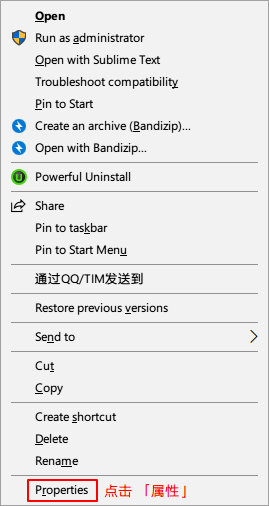 Open
Run as administrator
Open with Sublime Text
Troubleshoot compatibility
Pin to Start
Create an archive (Bandizip)...
Open with Bandizip...
Powerful Uninstall
Share
Pin to taskbar
Pin to Start Menu
通过QQ/TIM发送到
Restore previous versions
Send to
Cut
Copy
Create shortcut
Delete
Rename
Properties 点击 「属性」